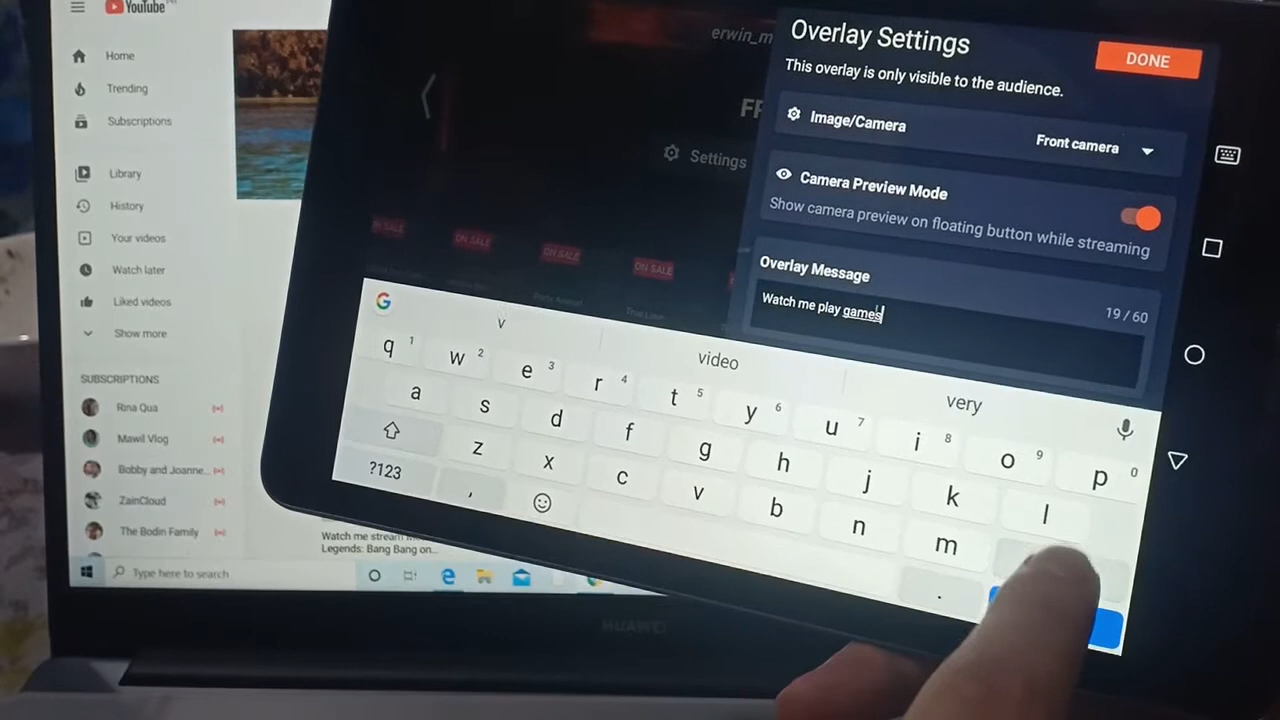 YouTube
Home
Trending
Subscriptions
Library
History
Your videos
Watch later
Liked videos
Show more
SUBSCRIPTIONS
Rina Qua
Mawil Vlog
Bobby and Joanne...
ZainCloud
The Bodin Family
Watch me stream
Legends: Bang Bang on...
Type here to search
HUAWEI
erwin_m
Settings
ON SALE
ON SALE
ON SALE
Overlay Settings
DONE
This overlay is only visible to the audience.
Image/Camera
Front camera
Camera Preview Mode
Show camera preview on floating button while streaming
Overlay Message
Watch me play games
19 / 60
v
video
very
q 1 w 2 e 3 r 4 t 5 y 6 u 7 i 8 o 9 p 0
a s d f g h j k l
z x c v b n m
?123 , .